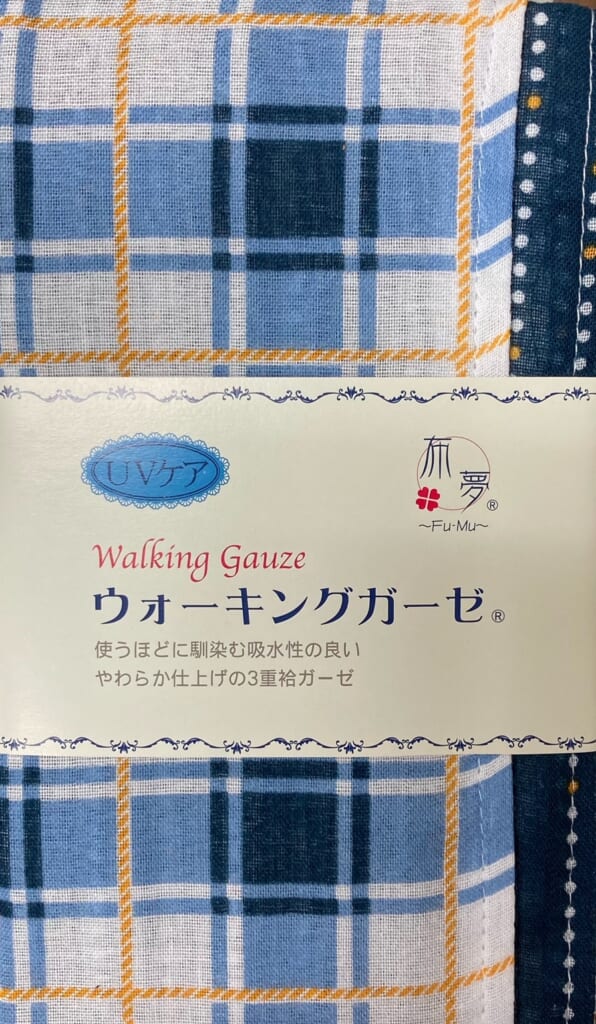 UVケア
布夢®
~Fu-Mu~
Walking Gauze
ウォーキングガーゼ®
使うほどに馴染む吸水性の良い
やわらか仕上げの3重袷ガーゼ